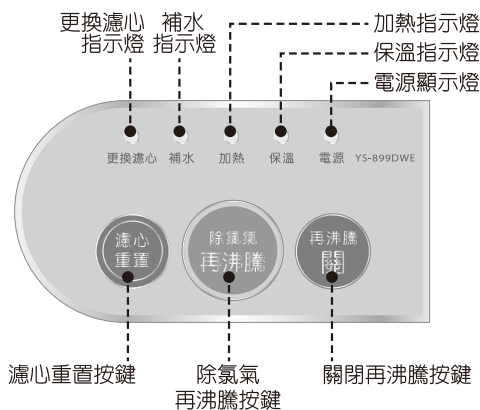 更換濾心
指示燈
補水
指示燈
加熱指示燈
保溫指示燈
電源顯示燈
更換濾心 補水 加熱 保溫 電源 YS-899DWE
濾心
重置
除氯氣
再沸騰
再沸騰
關
濾心重置按鍵
除氯氣
再沸騰按鍵
關閉再沸騰按鍵